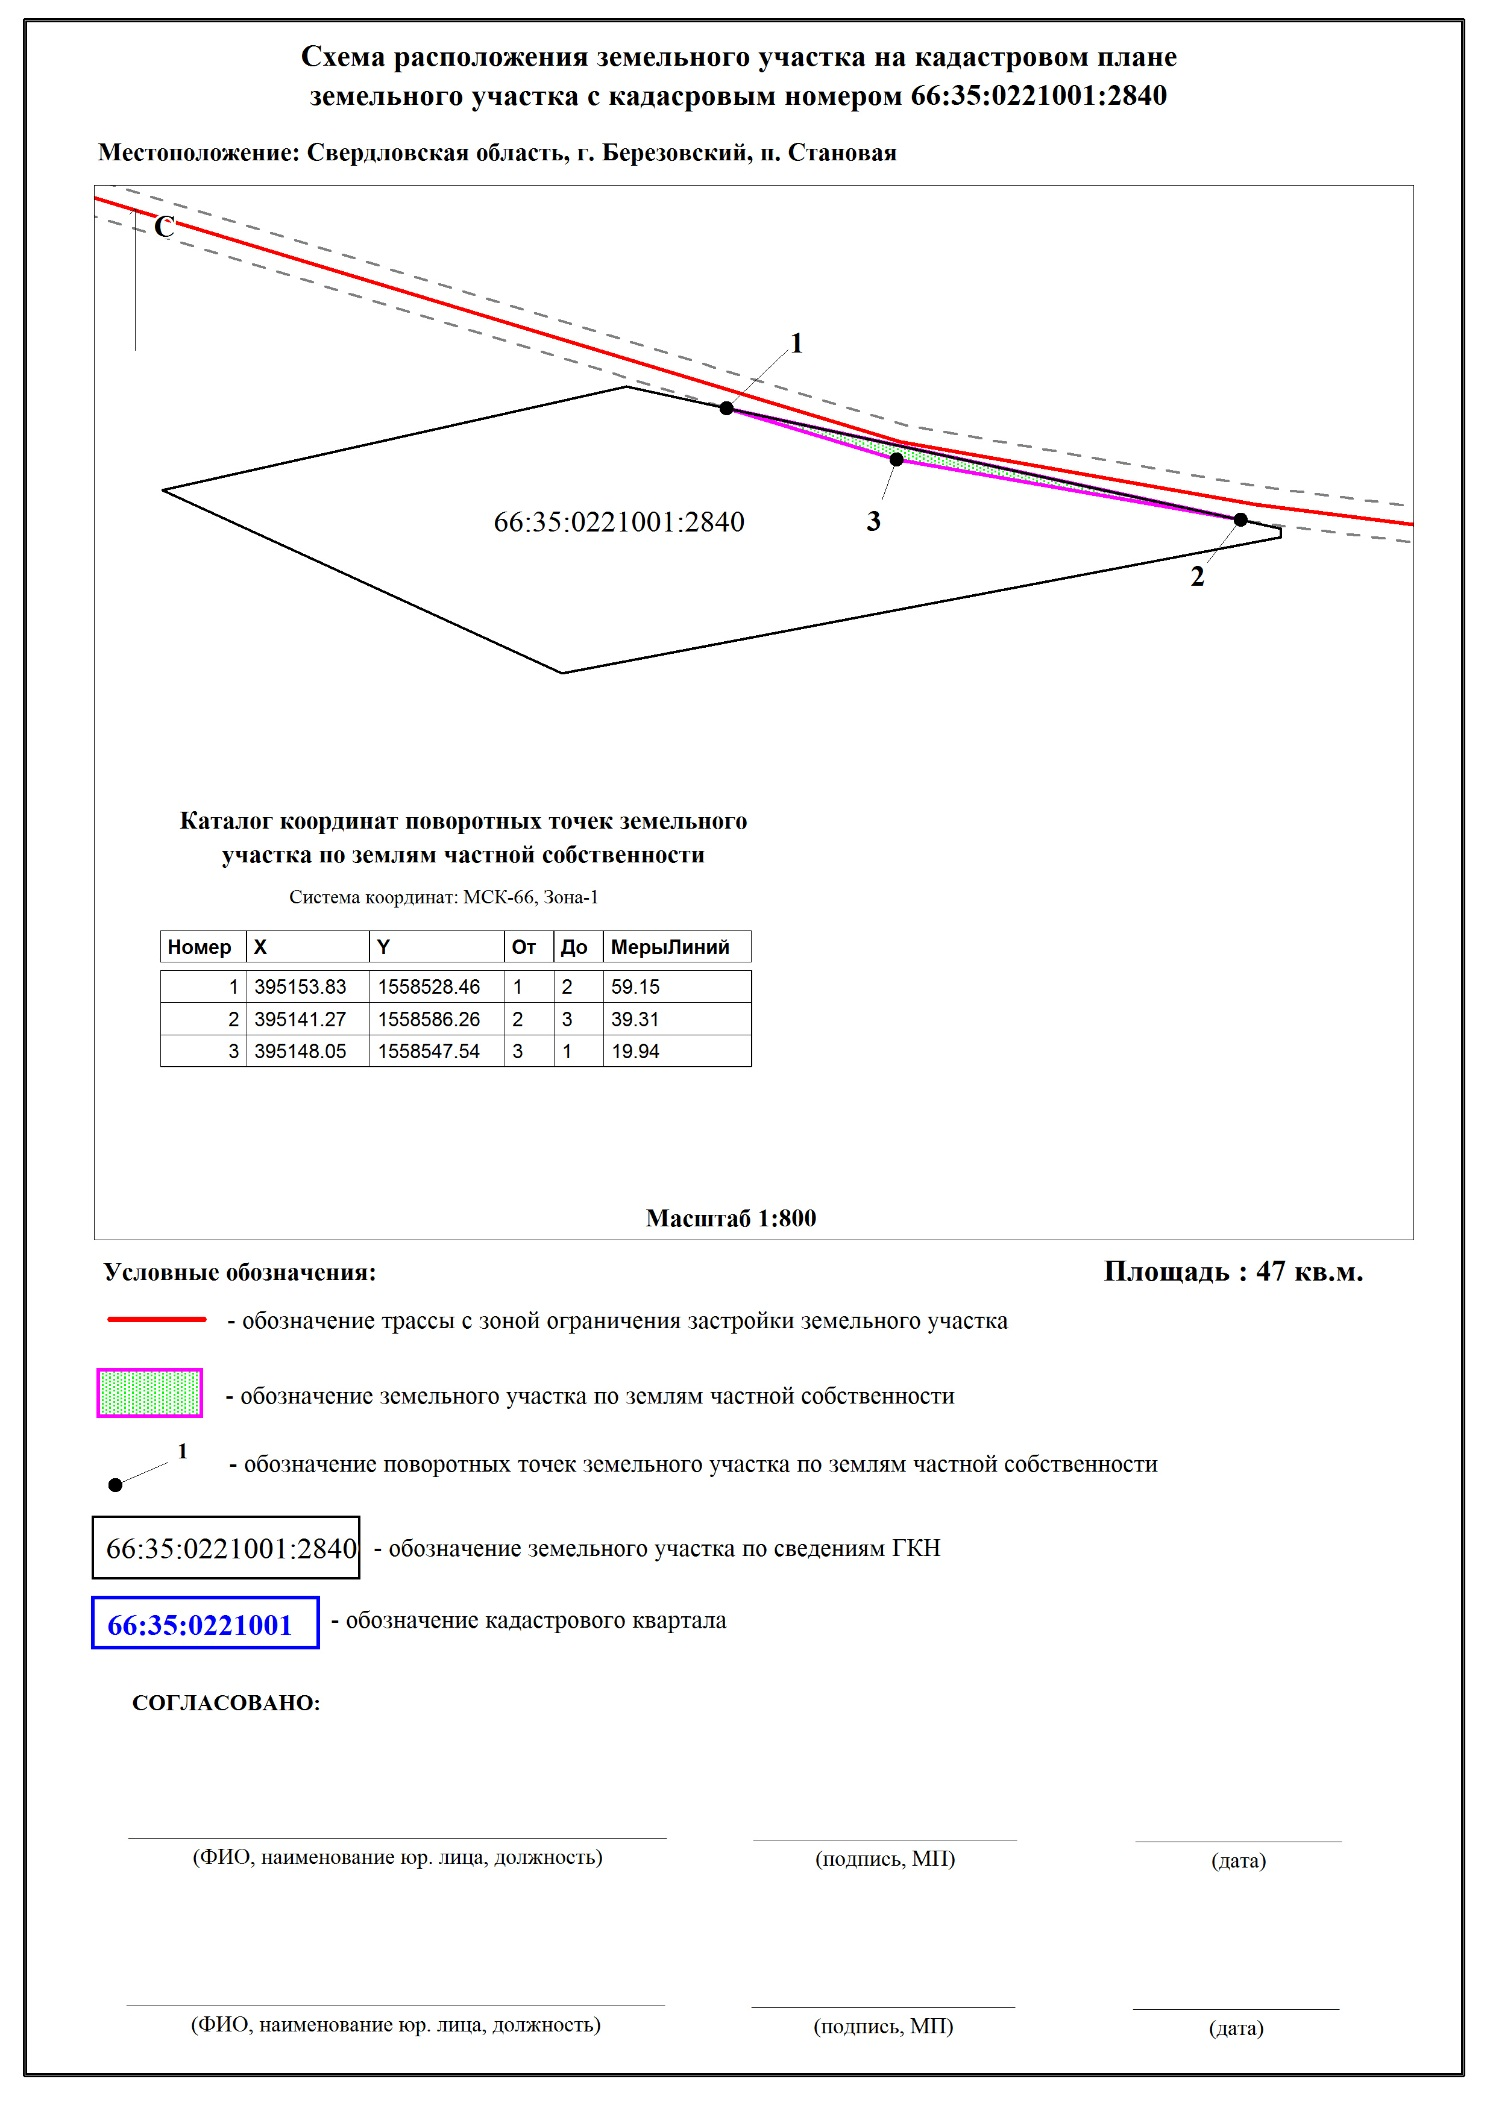 Схема расположения земельного участка на кадастровом плане
земельного участка с кадасровым номером 66:35:0221001:2840
Местоположение: Свердловская область, г. Березовский, п. Становая
С
1
3
66:35:0221001:2840
2
Каталог координат поворотных точек земельного
участка по землям частной собственности
Система координат: МСК-66, Зона-1
Номер X Y От До МерыЛиний
1 395153.83 1558528.46 1 2 59.15
2 395141.27 1558586.26 2 3 39.31
3 395148.05 1558547.54 3 1 19.94
Масштаб 1:800
Условные обозначения:
Площадь : 47 кв.м.
- обозначение трассы с зоной ограничения застройки земельного участка
- обозначение земельного участка по землям частной собственности
1
- обозначение поворотных точек земельного участка по землям частной собственности
66:35:0221001:2840 - обозначение земельного участка по сведениям ГКН
66:35:0221001 - обозначение кадастрового квартала
СОГЛАСОВАНО:
(ФИО, наименование юр. лица, должность) (подпись, МП) (дата)
(ФИО, наименование юр. лица, должность) (подпись, МП) (дата)